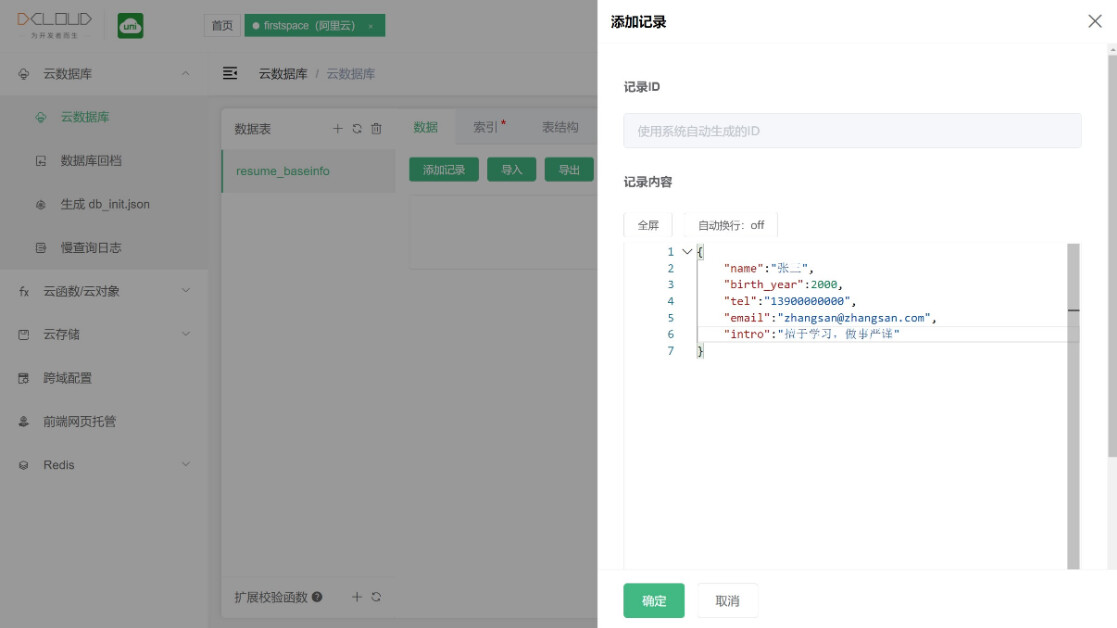 DCLOUD
为开发者而生
uni
首页
firstspace（阿里云） ×
云数据库
云数据库
数据库回档
生成 db_init.json
慢查询日志
fx 云函数/云对象
云存储
跨域配置
前端网页托管
Redis
云数据库 / 云数据库
数据表
resume_baseinfo
扩展校验函数
数据 索引* 表结构
添加记录 导入 导出
添加记录
记录ID
使用系统自动生成的ID
记录内容
全屏 自动换行：off
1 {
2 "name":"张三",
3 "birth_year":2000,
4 "tel":"13900000000",
5 "email":"zhangsan@zhangsan.com",
6 "intro":"擅于学习，做事严谨"
7 }
确定 取消